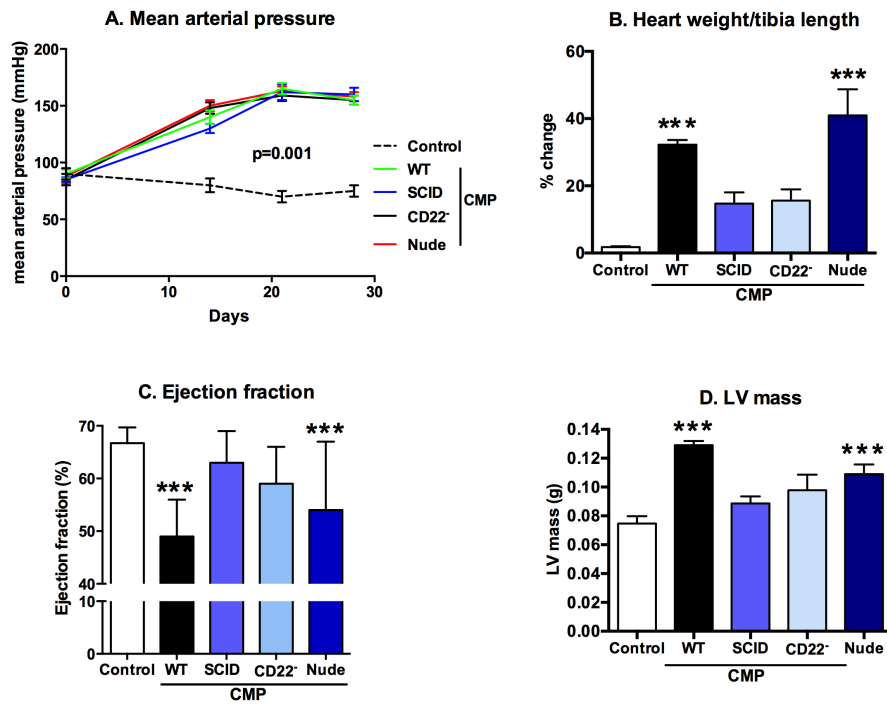 A. Mean arterial pressure
mean arterial pressure (mmHg)
200
150
100
50
0
0
10
20
30
Days
p=0.001
Control
WT
SCID
CD22-
Nude
CMP
B. Heart weight/tibia length
% change
60
40
20
0
***
***
Control WT SCID CD22- Nude
CMP
C. Ejection fraction
Ejection fraction (%)
70
60
50
40
10
0
***
***
Control WT SCID CD22- Nude
CMP
D. LV mass
LV mass (g)
0.14
0.12
0.10
0.08
0.06
0.04
0.02
0.00
***
***
Control WT SCID CD22- Nude
CMP